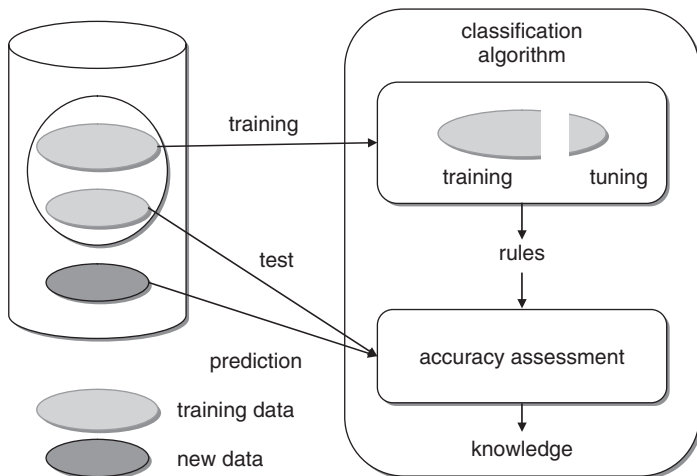 classification
algorithm
training
training
tuning
rules
test
accuracy assessment
prediction
knowledge
training data
new data